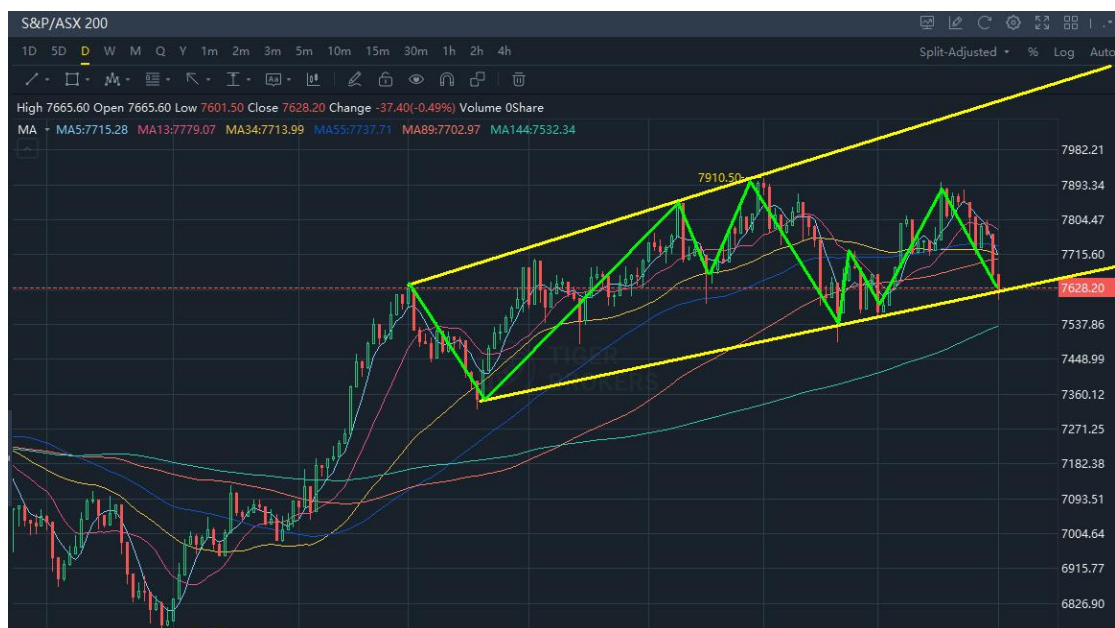 S&P/ASX 200
1D 5D D W M Q Y 1m 2m 3m 5m 10m 15m 30m 1h 2h 4h Split-Adjusted % Log Auto
High 7665.60 Open 7665.60 Low 7601.50 Close 7628.20 Change -37.40(-0.49%) Volume 0Share
MA MA5:7715.28 MA13:7779.07 MA34:7713.99 MA55:7737.71 MA89:7702.97 MA144:7532.34
7982.21
7910.50
7893.34
7804.47
7715.60
7628.20
7537.86
TIGER
7448.99
BROKERS
7360.12
7271.25
7182.38
7093.51
7004.64
6915.77
6826.90